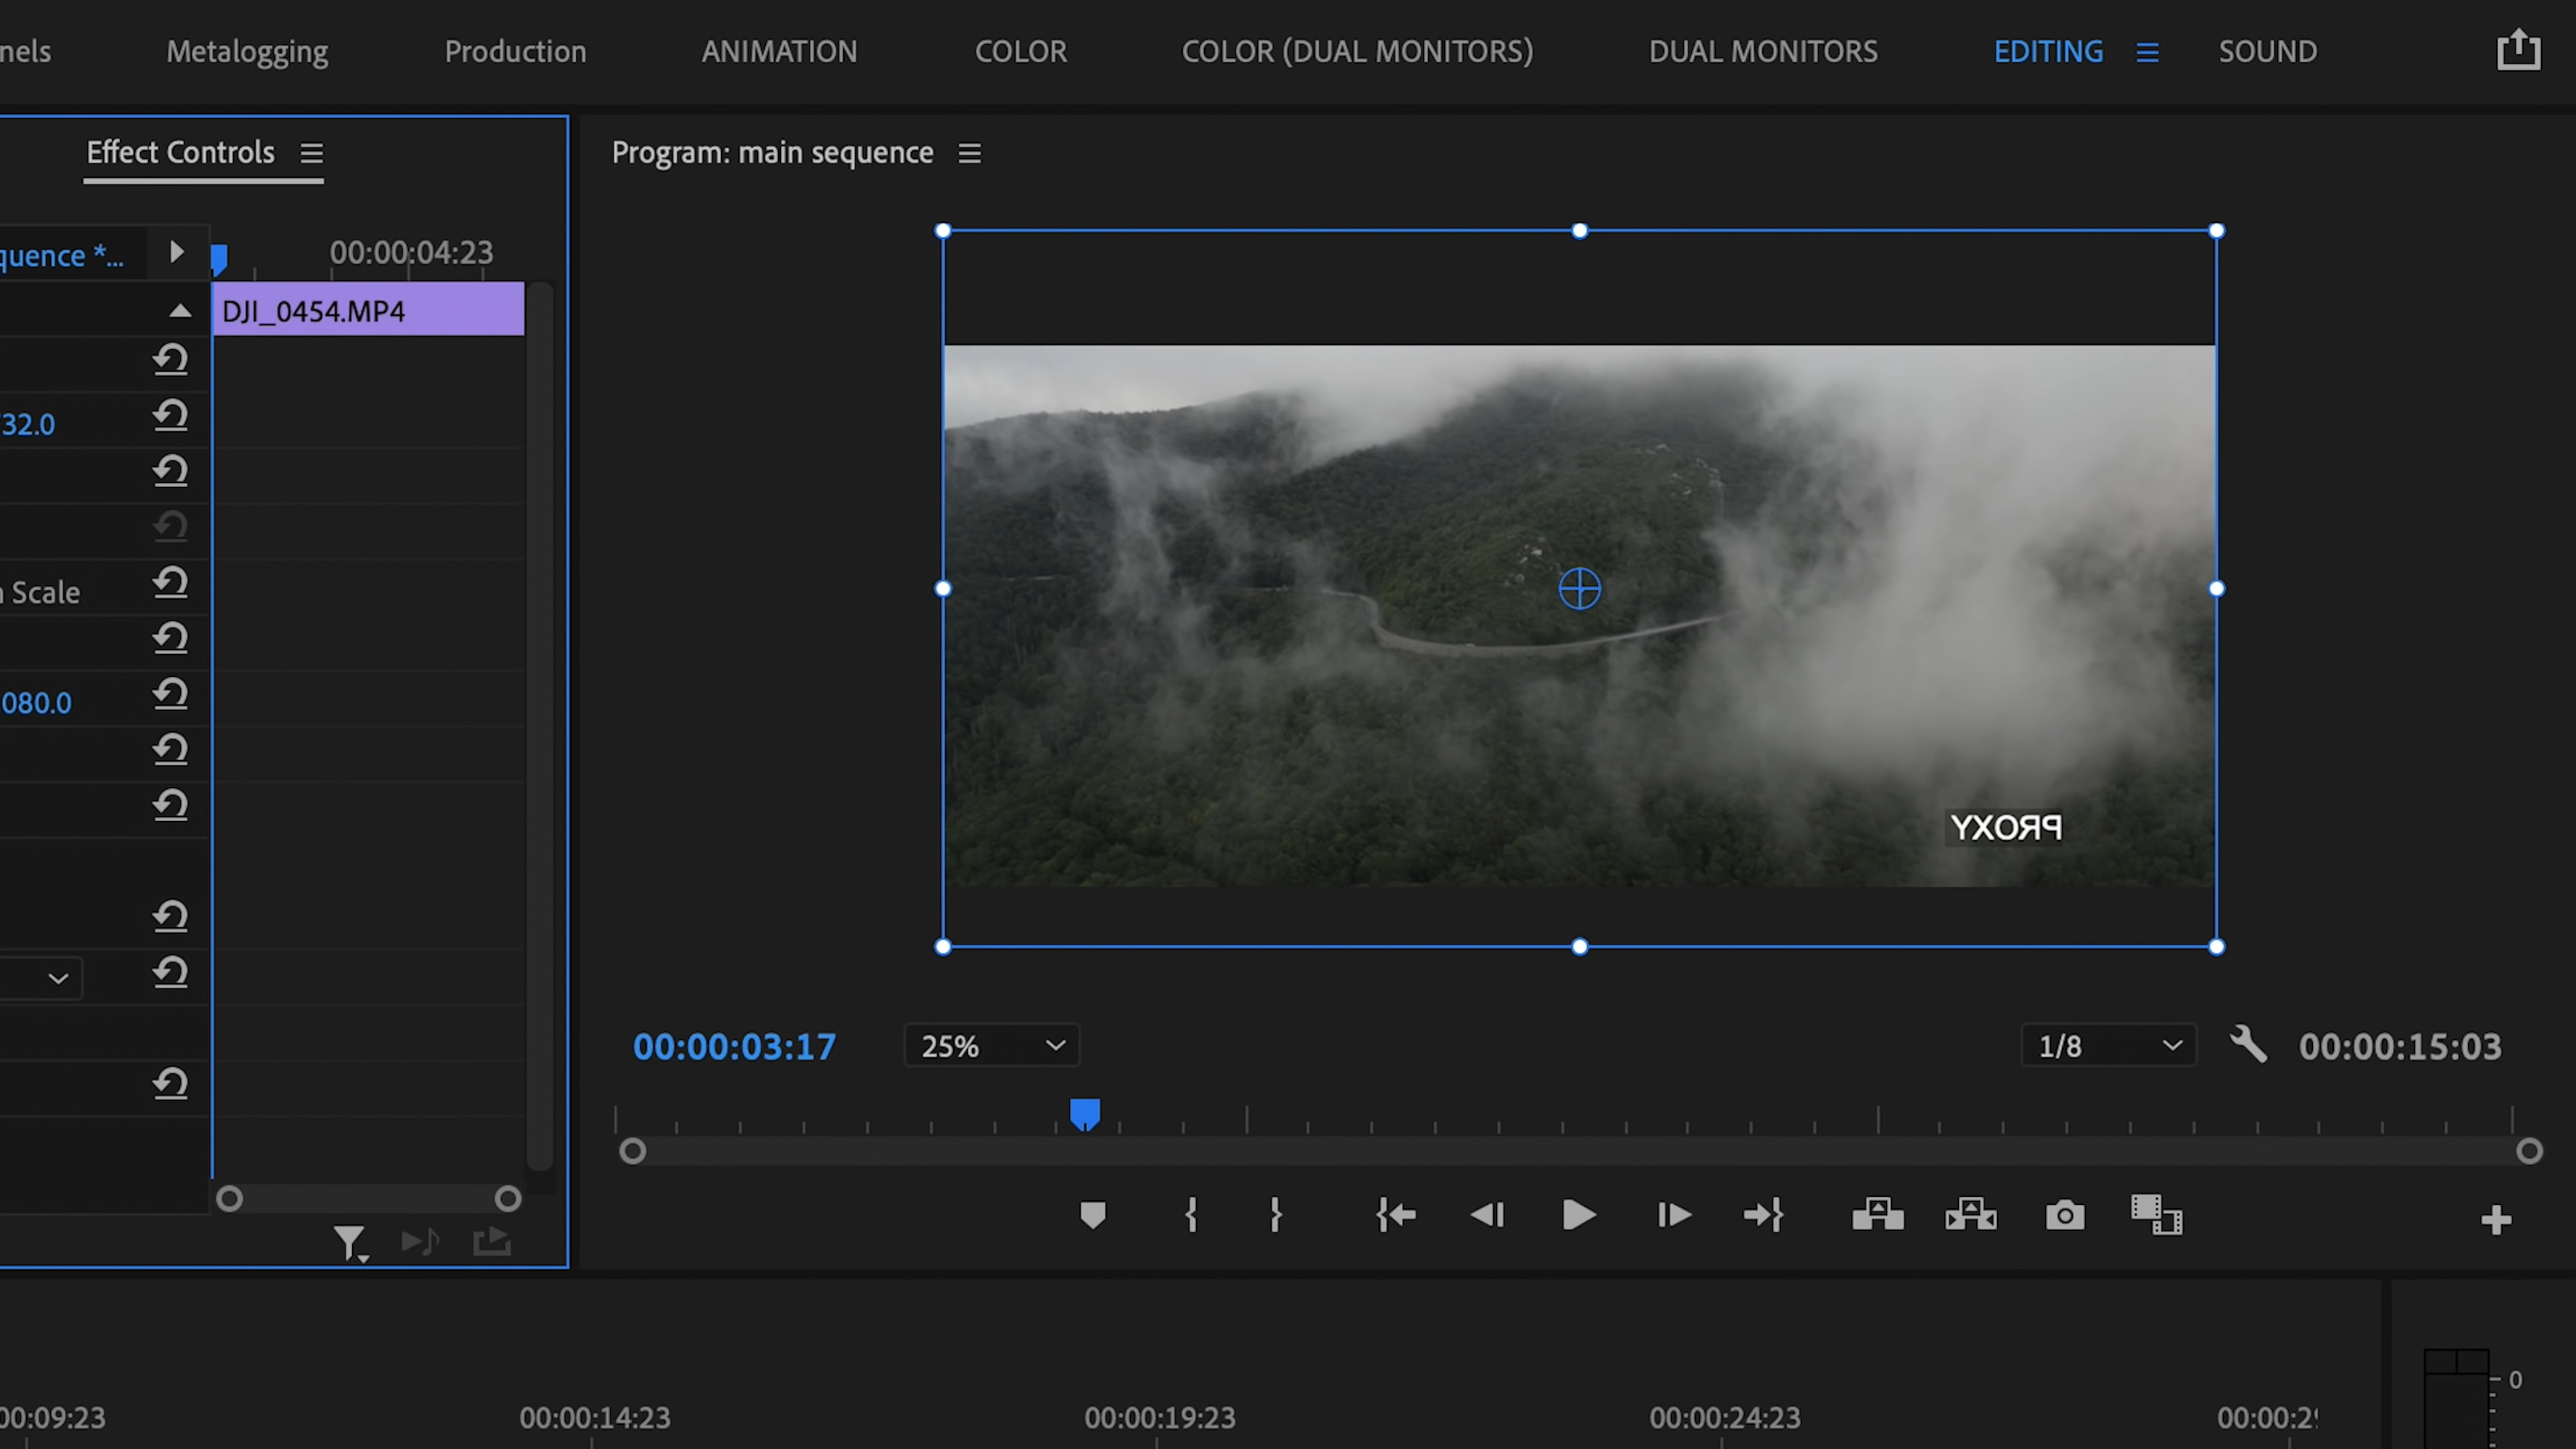 nels Metalogging Production ANIMATION COLOR COLOR (DUAL MONITORS) DUAL MONITORS EDITING SOUND
Effect Controls
Program: main sequence
quence *...
00:00:04:23
DJI_0454.MP4
32.0
n Scale
080.0
PROXY
00:00:03:17
25%
1/8
00:00:15:03
0
00:09:23
00:00:14:23
00:00:19:23
00:00:24:23
00:00:2